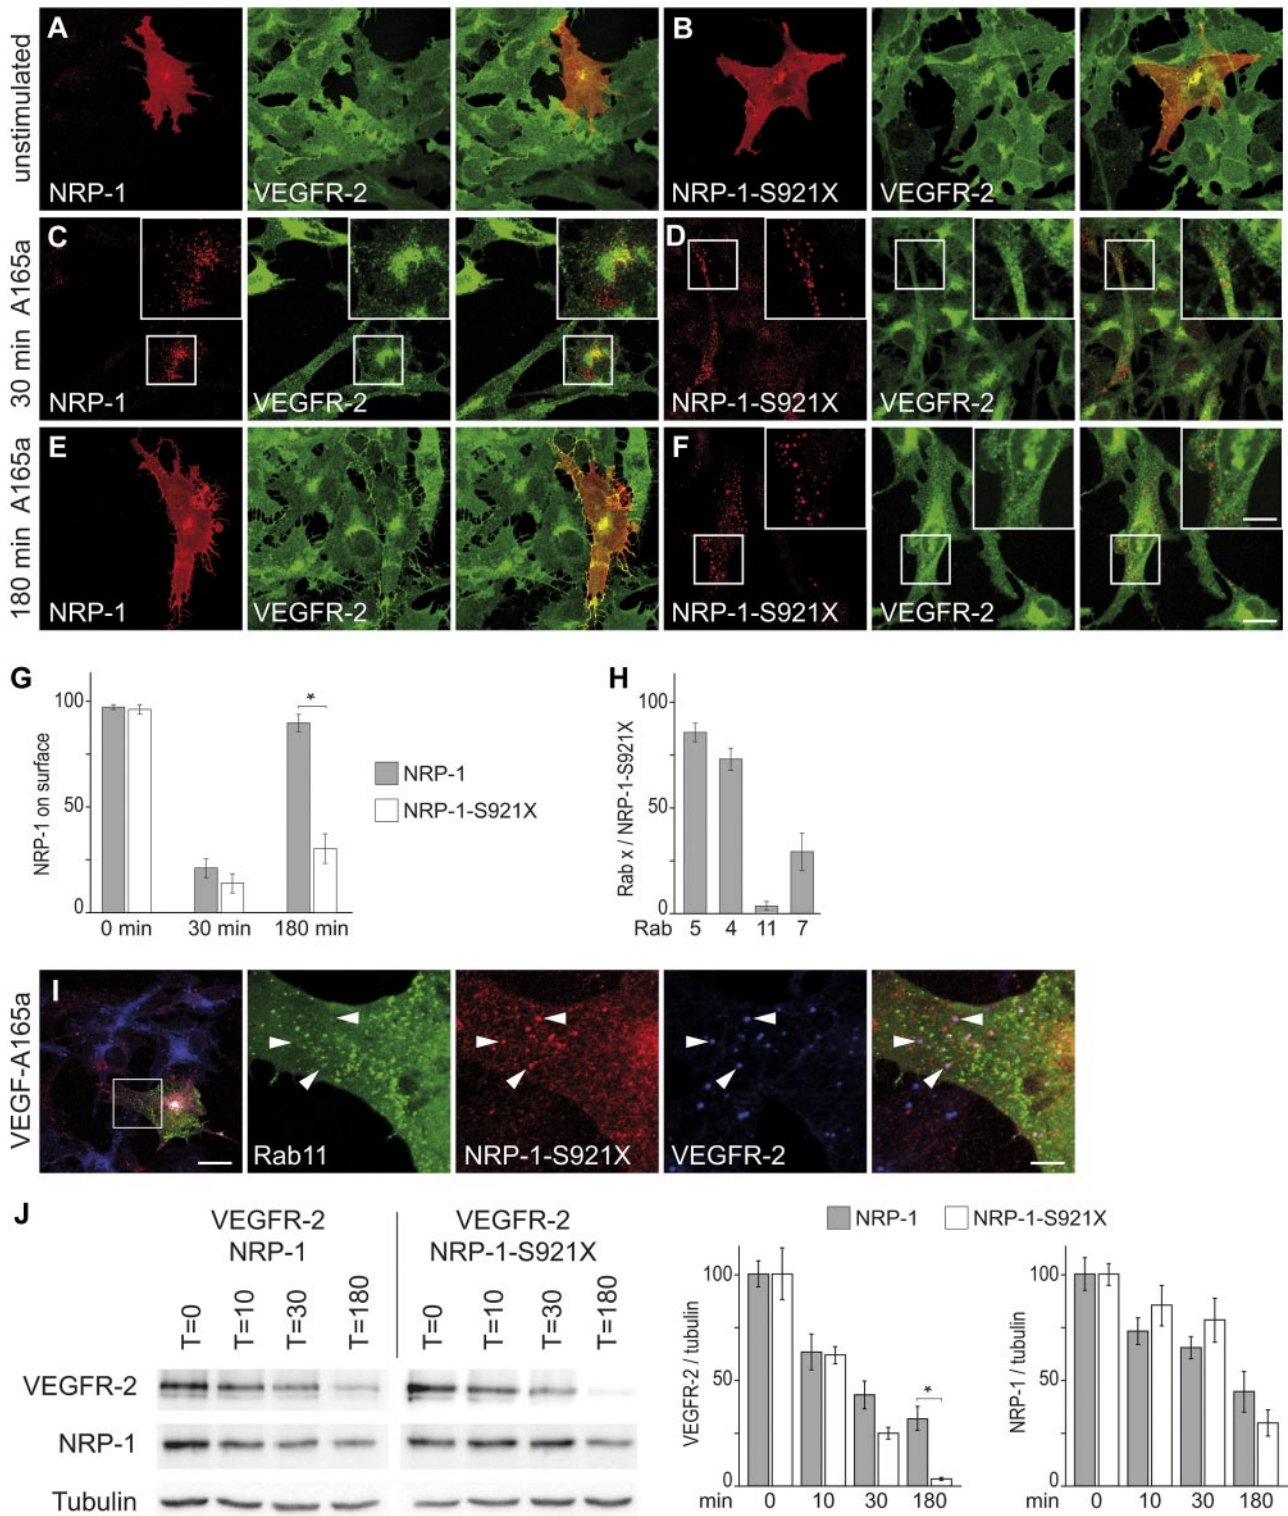 unstimulated
A
NRP-1
VEGFR-2
B
NRP-1-S921X
VEGFR-2
30 min A165a
C
NRP-1
VEGFR-2
D
NRP-1-S921X
VEGFR-2
180 min A165a
E
NRP-1
VEGFR-2
F
NRP-1-S921X
VEGFR-2
G
NRP-1 on surface
100
50
0
*
0 min 30 min 180 min
NRP-1
NRP-1-S921X
H
Rab x / NRP-1-S921X
100
50
0
Rab 5 4 11 7
VEGF-A165a
I
Rab11
NRP-1-S921X
VEGFR-2
J
VEGFR-2
NRP-1
VEGFR-2
NRP-1-S921X
T=0 T=10 T=30 T=180 T=0 T=10 T=30 T=180
VEGFR-2
NRP-1
Tubulin
NRP-1 NRP-1-S921X
VEGFR-2 / tubulin
100
50
0
*
min 0 10 30 180
NRP-1 / tubulin
100
50
0
min 0 10 30 180